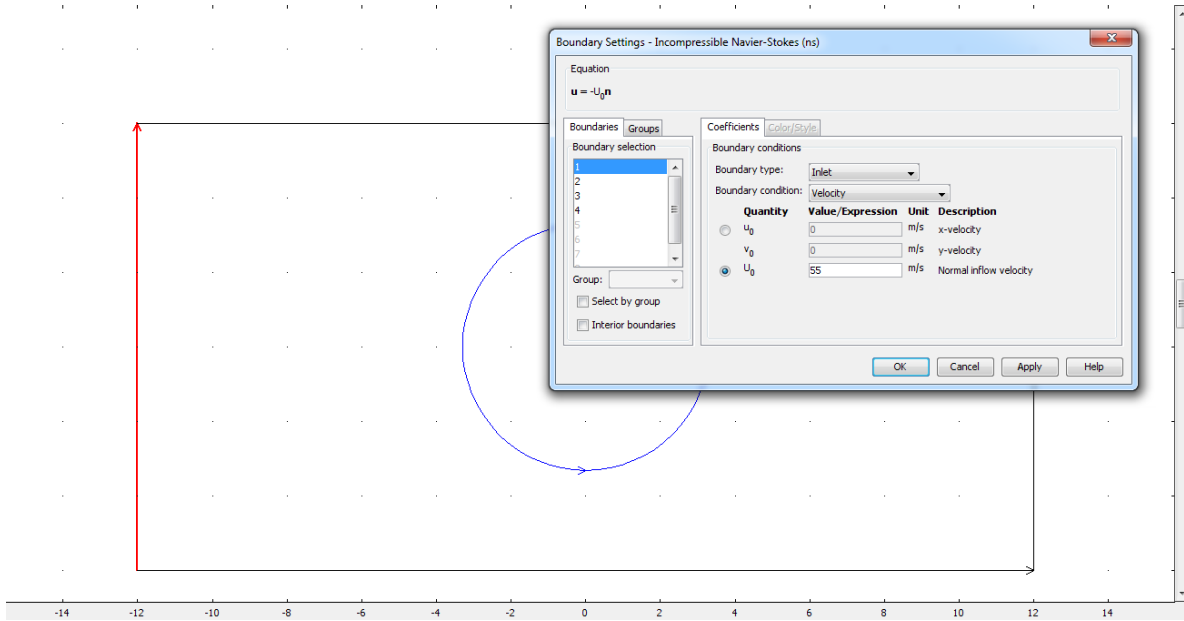 Boundary Settings - Incompressible Navier-Stokes (ns)
Equation
u = -U₀n
Boundaries Groups
Boundary selection
1
2
3
4
5
6
7
Group:
Select by group
Interior boundaries
Coefficients Color/Style
Boundary conditions
Boundary type: Inlet
Boundary condition: Velocity
Quantity Value/Expression Unit Description
u₀ 0 m/s x-velocity
v₀ 0 m/s y-velocity
U₀ 55 m/s Normal inflow velocity
OK Cancel Apply Help
-14 -12 -10 -8 -6 -4 -2 0 2 4 6 8 10 12 14